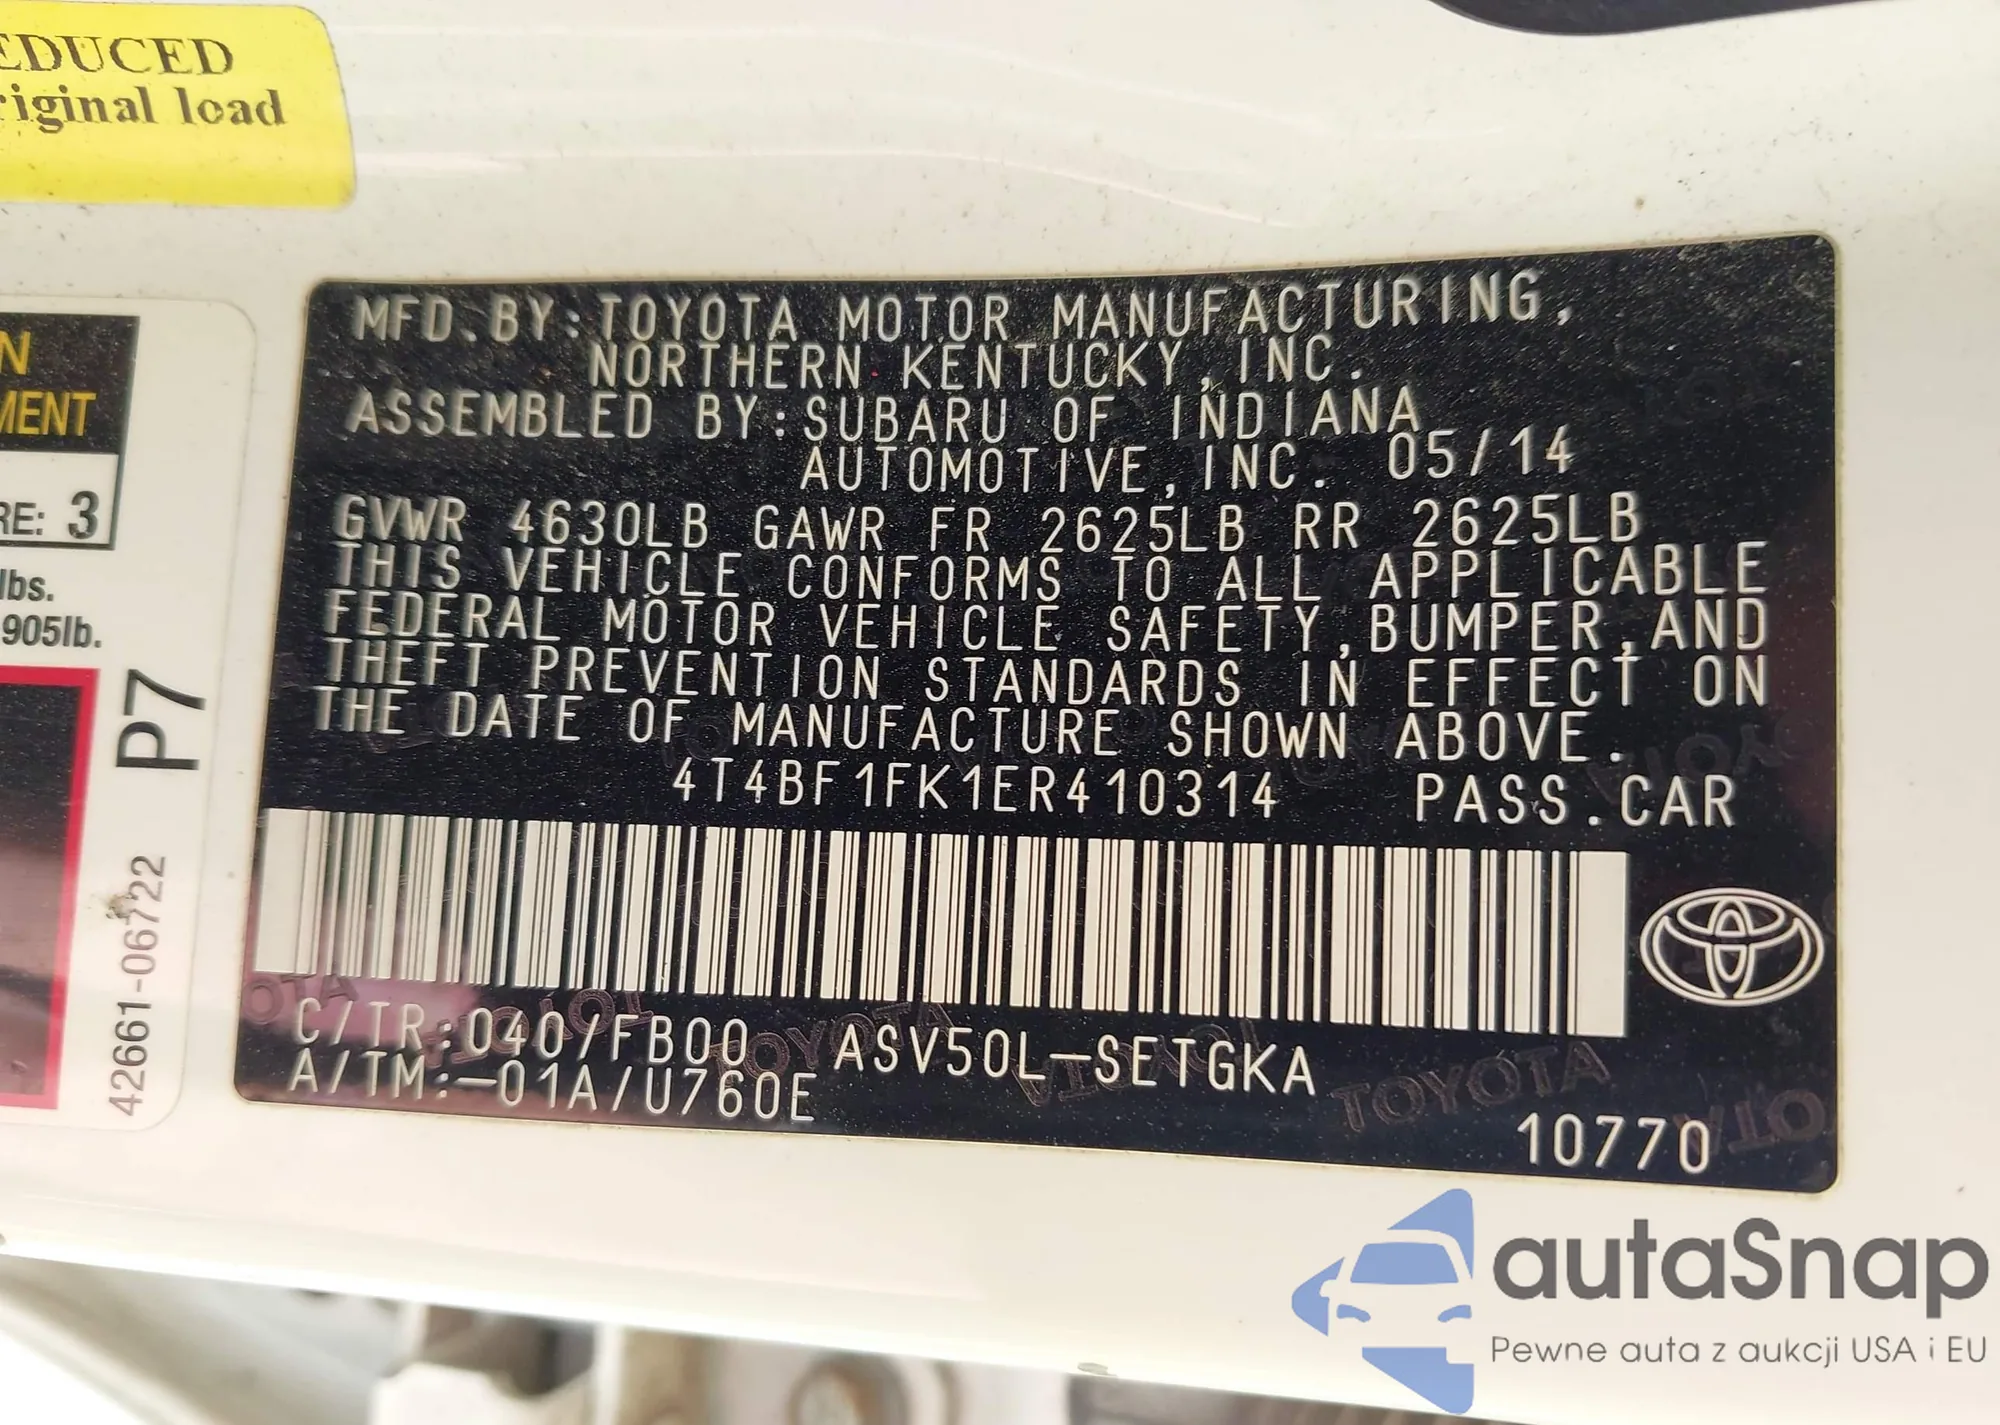 EDUCED
riginal load
N
MENT
RE: 3
lbs.
905lb.
P7
42661-06722
MFD.BY:TOYOTA MOTOR MANUFACTURING,
NORTHERN KENTUCKY,INC.
ASSEMBLED BY:SUBARU OF INDIANA
AUTOMOTIVE,INC. 05/14
GVWR 4630LB GAWR FR 2625LB RR 2625LB
THIS VEHICLE CONFORMS TO ALL APPLICABLE
FEDERAL MOTOR VEHICLE SAFETY,BUMPER,AND
THEFT PREVENTION STANDARDS IN EFFECT ON
THE DATE OF MANUFACTURE SHOWN ABOVE.
4T4BF1FK1ER410314 PASS.CAR
C/TR:040/FB00 ASV50L-SETGKA
A/TM:-01A/U760E
10770
autaSnap
Pewne auta z aukcji USA i EU